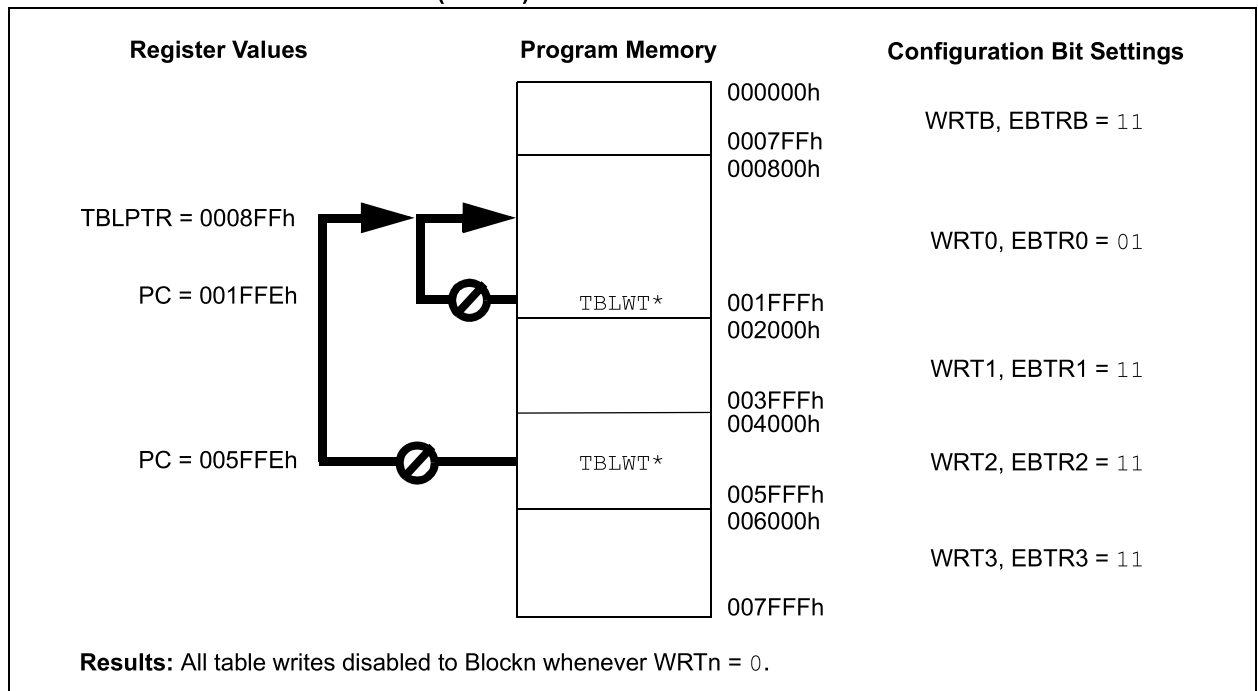 Register Values Program Memory Configuration Bit Settings
000000h
WRTB, EBTRB = 11
0007FFh
000800h
TBLPTR = 0008FFh
WRT0, EBTR0 = 01
PC = 001FFEh TBLWT* 001FFFh
002000h
WRT1, EBTR1 = 11
003FFFh
004000h
PC = 005FFEh TBLWT* WRT2, EBTR2 = 11
005FFFh
006000h
WRT3, EBTR3 = 11
007FFFh
Results: All table writes disabled to Blockn whenever WRTn = 0.